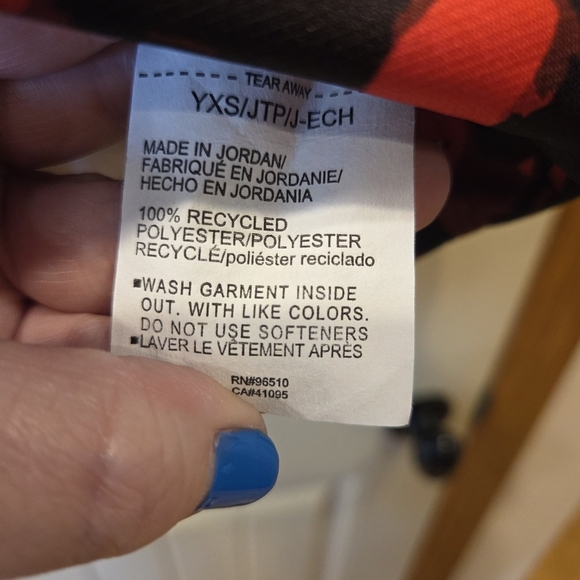 TEAR AWAY
YXS/JTP/J-ECH
MADE IN JORDAN/
FABRIQUÉ EN JORDANIE/
HECHO EN JORDANIA
100% RECYCLED
POLYESTER/POLYESTER
RECYCLÉ/poliéster reciclado
▪WASH GARMENT INSIDE
OUT. WITH LIKE COLORS.
DO NOT USE SOFTENERS
▪LAVER LE VÊTEMENT APRÈS
RN#96510
CA#41095